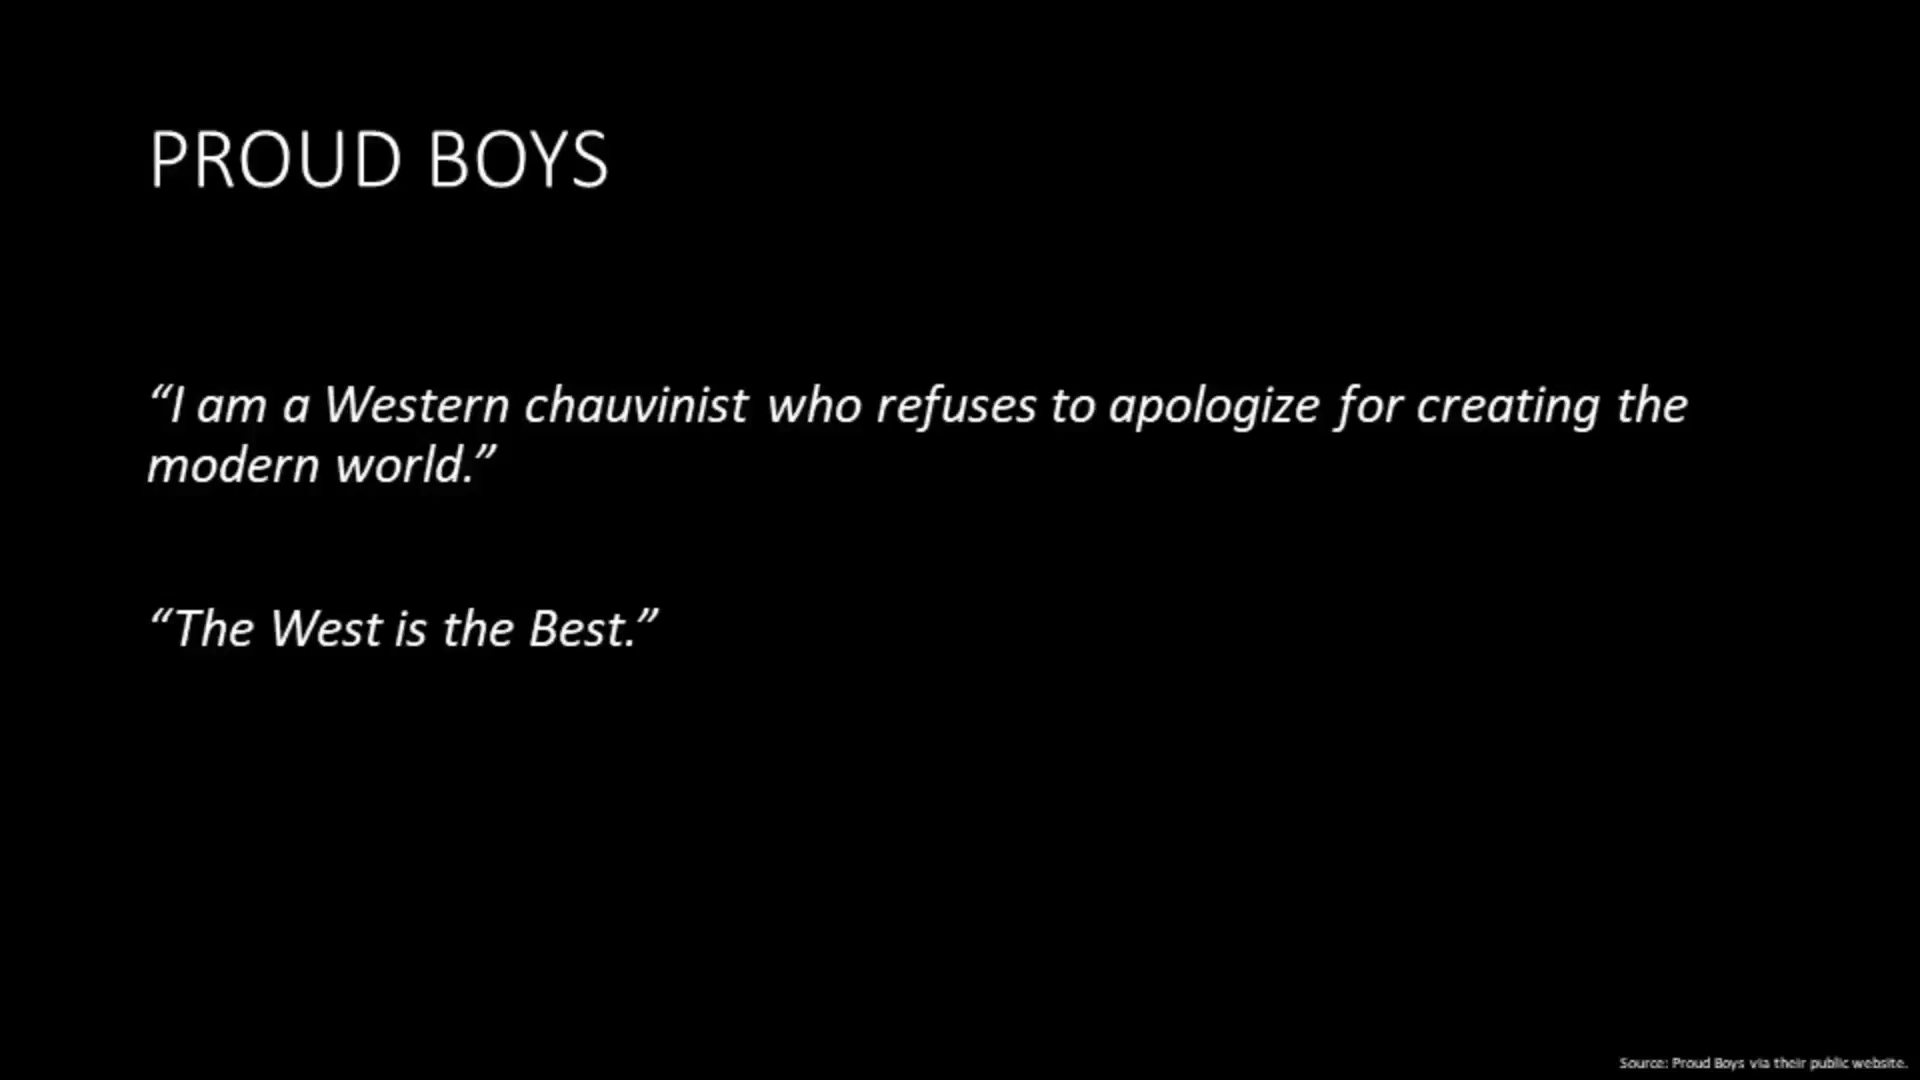 PROUD BOYS
“I am a Western chauvinist who refuses to apologize for creating the
modern world.”
“The West is the Best.”
Source: Proud Boys via their public website.